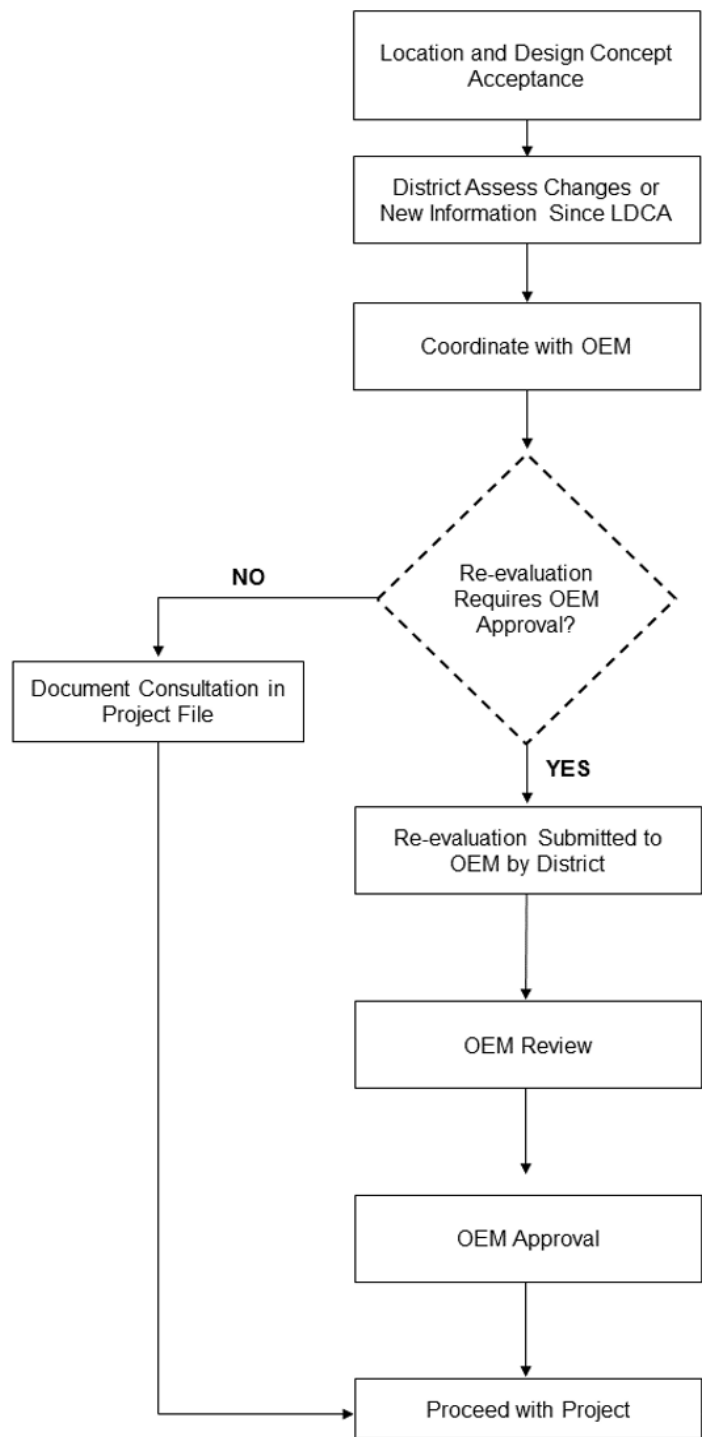 Location and Design Concept
Acceptance
District Assess Changes or
New Information Since LDCA
Coordinate with OEM
Re-evaluation
Requires OEM
Approval?
NO
Document Consultation in
Project File
YES
Re-evaluation Submitted to
OEM by District
OEM Review
OEM Approval
Proceed with Project